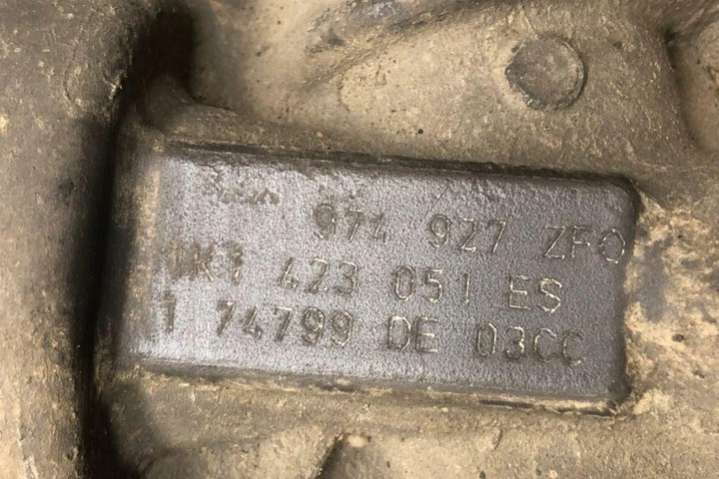 974 927 ZFO
1K1 423 051 ES
1 74799 DE 03CC